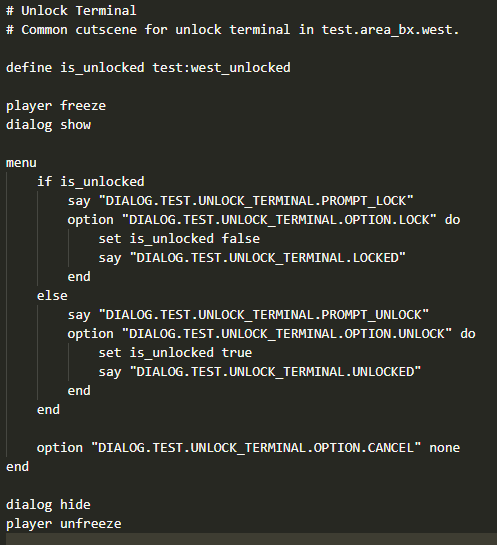 # Unlock Terminal
# Common cutscene for unlock terminal in test.area_bx.west.
define is_unlocked test:west_unlocked
player freeze
dialog show
menu
if is_unlocked
say "DIALOG.TEST.UNLOCK_TERMINAL.PROMPT_LOCK"
option "DIALOG.TEST.UNLOCK_TERMINAL.OPTION.LOCK" do
set is_unlocked false
say "DIALOG.TEST.UNLOCK_TERMINAL.LOCKED"
end
else
say "DIALOG.TEST.UNLOCK_TERMINAL.PROMPT_UNLOCK"
option "DIALOG.TEST.UNLOCK_TERMINAL.OPTION.UNLOCK" do
set is_unlocked true
say "DIALOG.TEST.UNLOCK_TERMINAL.UNLOCKED"
end
end
option "DIALOG.TEST.UNLOCK_TERMINAL.OPTION.CANCEL" none
end
dialog hide
player unfreeze